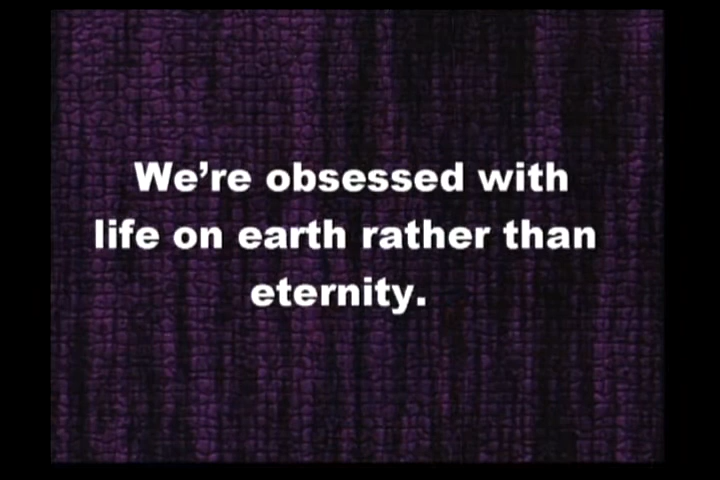 We're obsessed with
life on earth rather than
eternity.